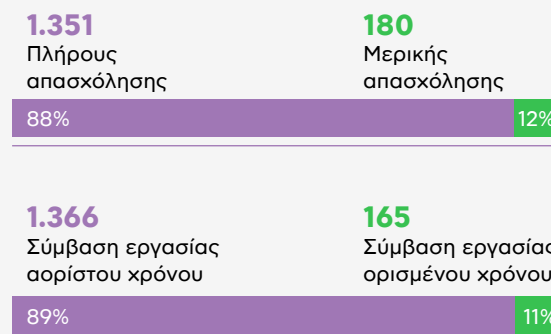 1.351
Πλήρους
απασχόλησης
180
Μερικής
απασχόλησης
88%
12%
1.366
Σύμβαση εργασίας
αορίστου χρόνου
165
Σύμβαση εργασίας
ορισμένου χρόνου
89%
11%